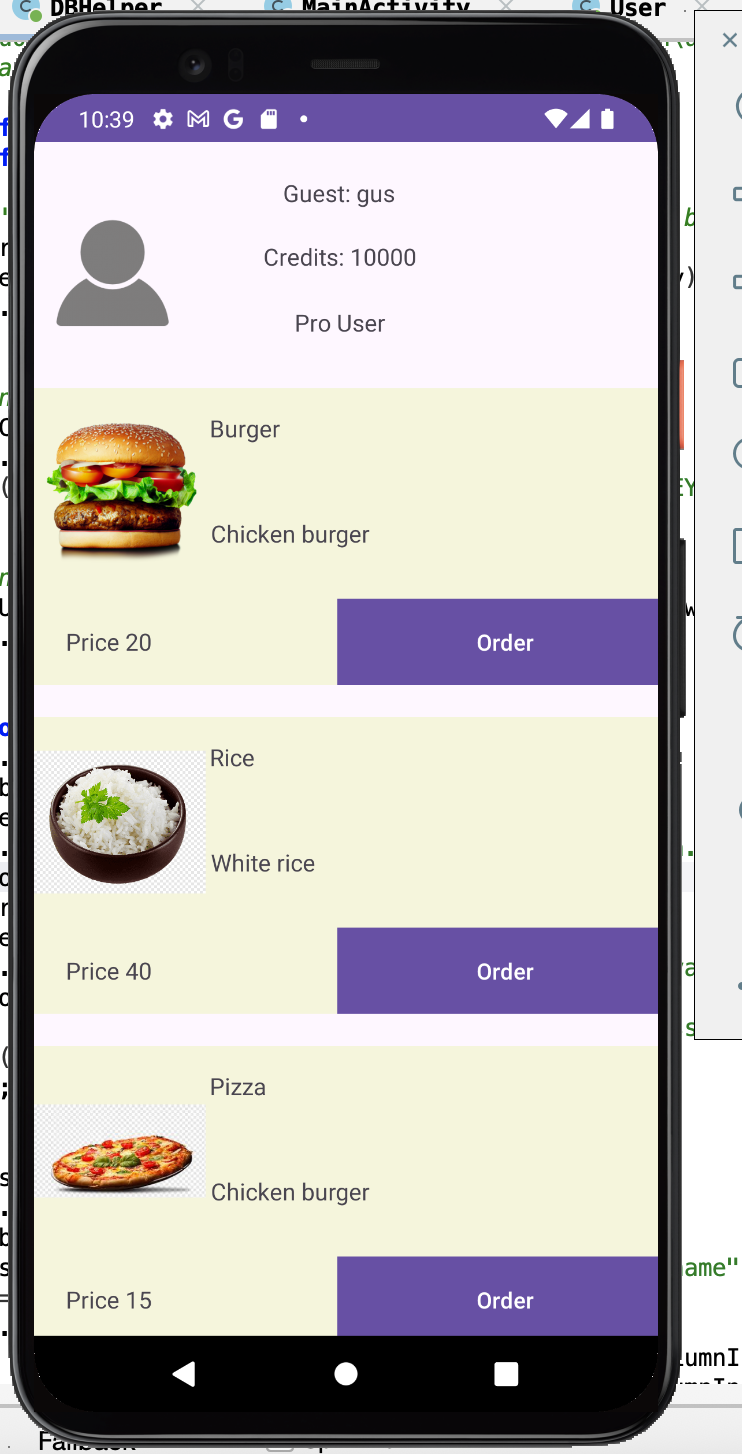 DBHelper MainActivity User
10:39
Guest: gus
Credits: 10000
Pro User
Burger
Chicken burger
Price 20
Order
Rice
White rice
Price 40
Order
Pizza
Chicken burger
Price 15
Order